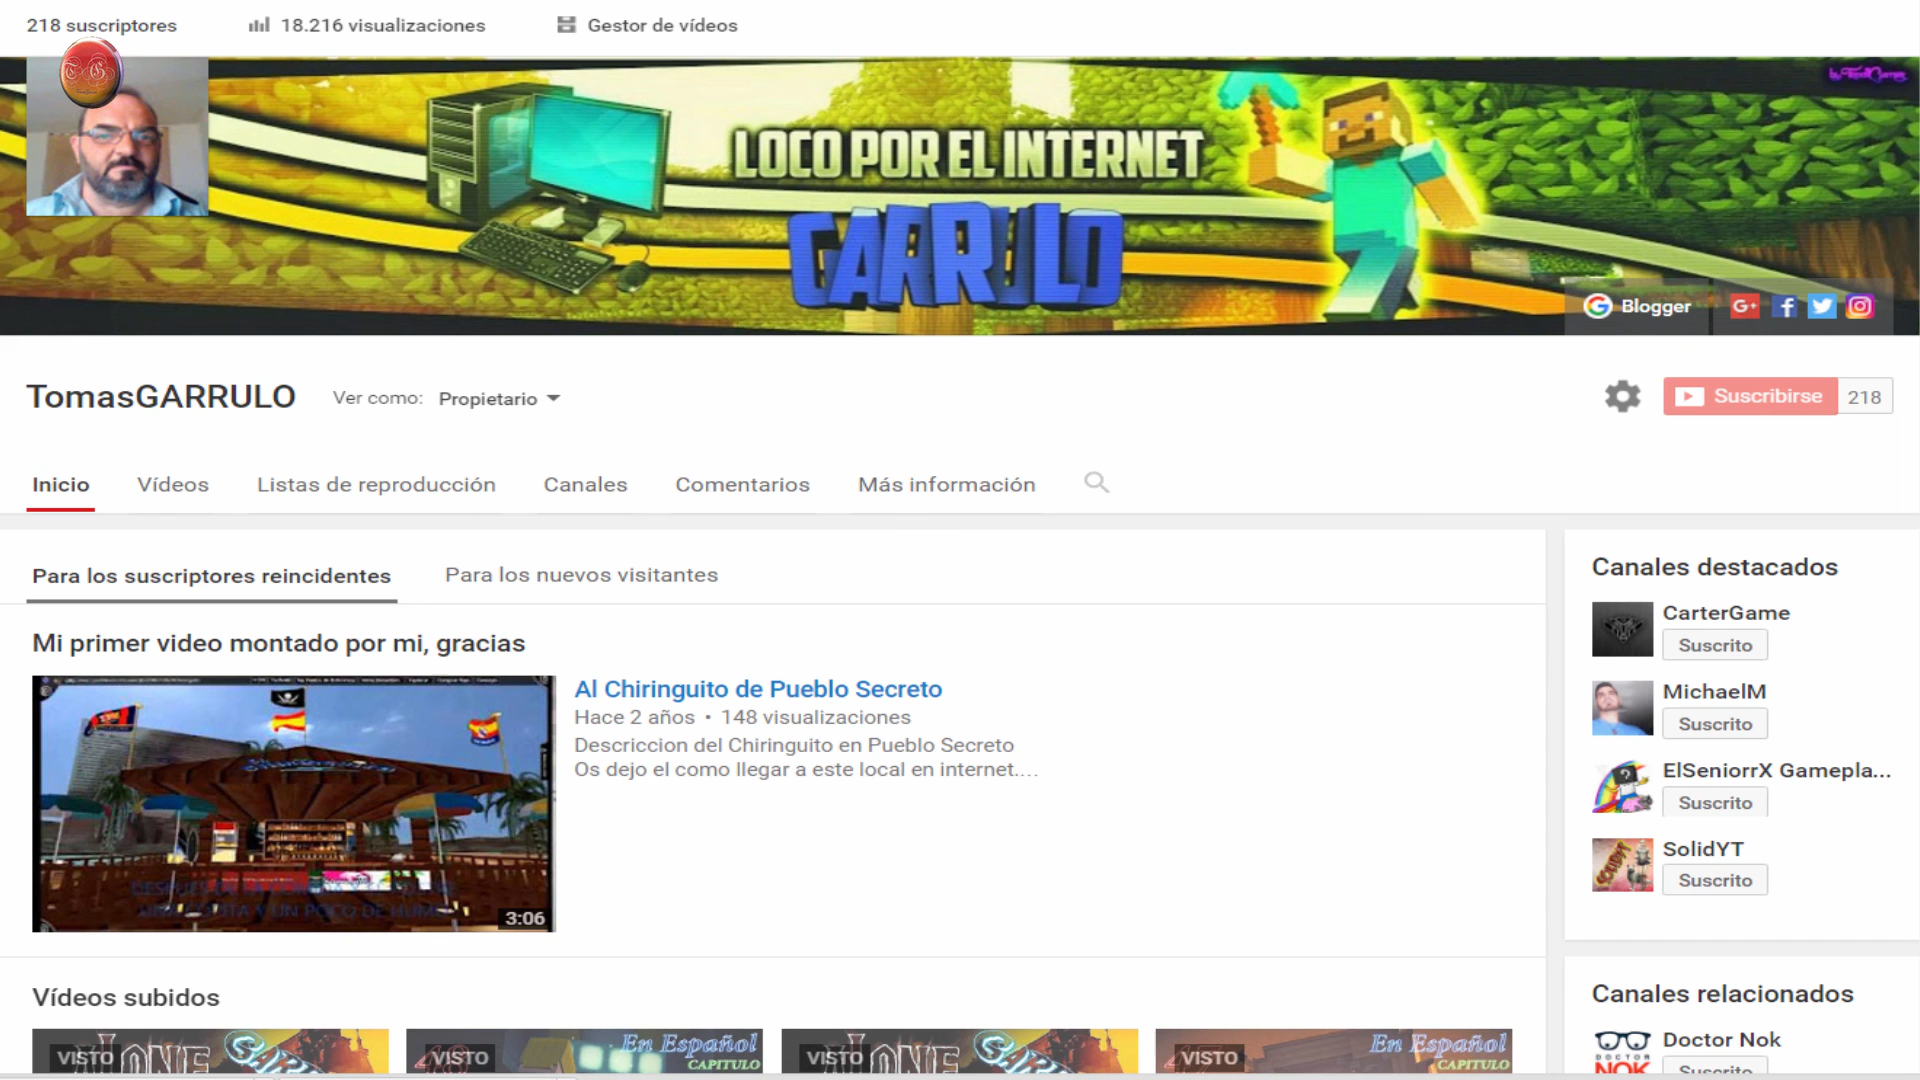 218 suscriptores
18.216 visualizaciones
Gestor de vídeos
LOCO POR EL INTERNET
GARRULO
Blogger
G+
TomasGARRULO
Ver como: Propietario
Suscribirse 218
Inicio
Vídeos
Listas de reproducción
Canales
Comentarios
Más información
Para los suscriptores reincidentes
Para los nuevos visitantes
Mi primer video montado por mi, gracias
Al Chiringuito de Pueblo Secreto
Hace 2 años • 148 visualizaciones
Descriccion del Chiringuito en Pueblo Secreto
Os dejo el como llegar a este local en internet....
3:06
Vídeos subidos
VISTO
VISTO
En Español
CAPITULO
VISTO
VISTO
En Español
CAPITULO
Canales destacados
CarterGame
Suscrito
MichaelM
Suscrito
ElSeniorrX Gamepla...
Suscrito
SolidYT
Suscrito
Canales relacionados
Doctor Nok
DOCTOR
NOK
Suscrito